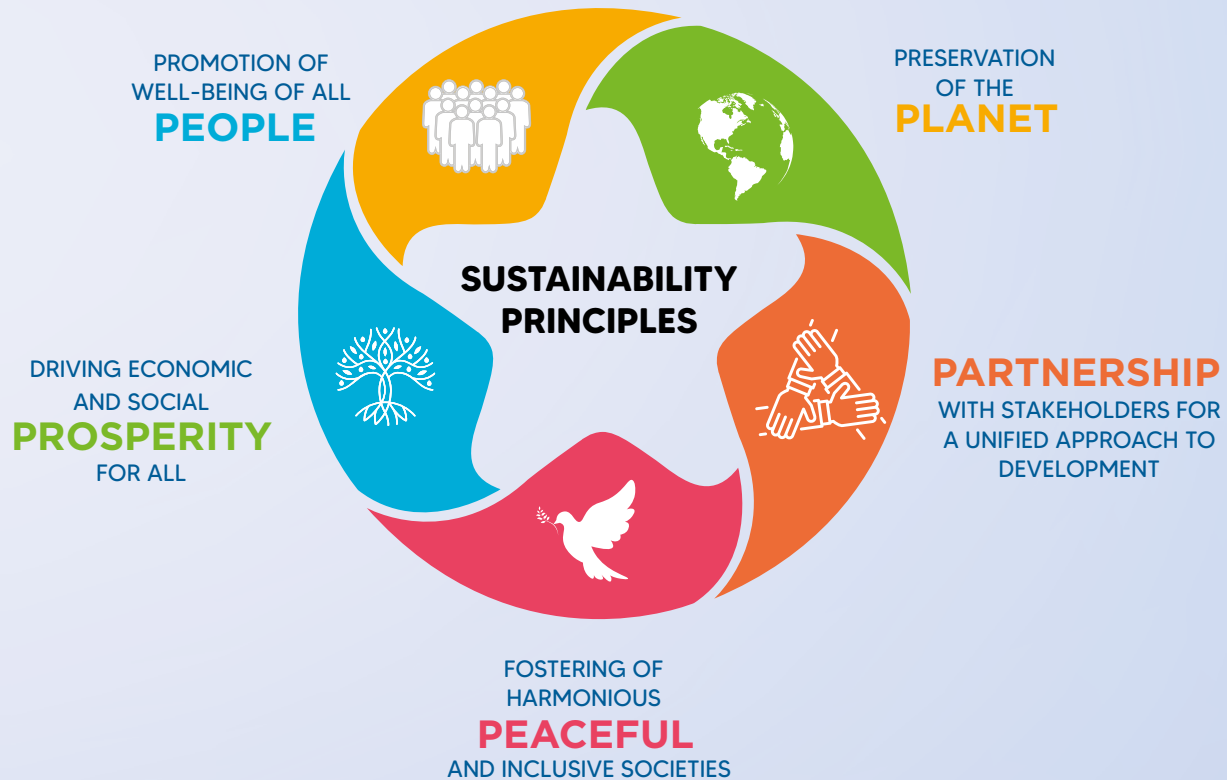 PROMOTION OF
WELL-BEING OF ALL
PEOPLE
PRESERVATION
OF THE
PLANET
SUSTAINABILITY
PRINCIPLES
DRIVING ECONOMIC
AND SOCIAL
PROSPERITY
FOR ALL
PARTNERSHIP
WITH STAKEHOLDERS FOR
A UNIFIED APPROACH TO
DEVELOPMENT
FOSTERING OF
HARMONIOUS
PEACEFUL
AND INCLUSIVE SOCIETIES